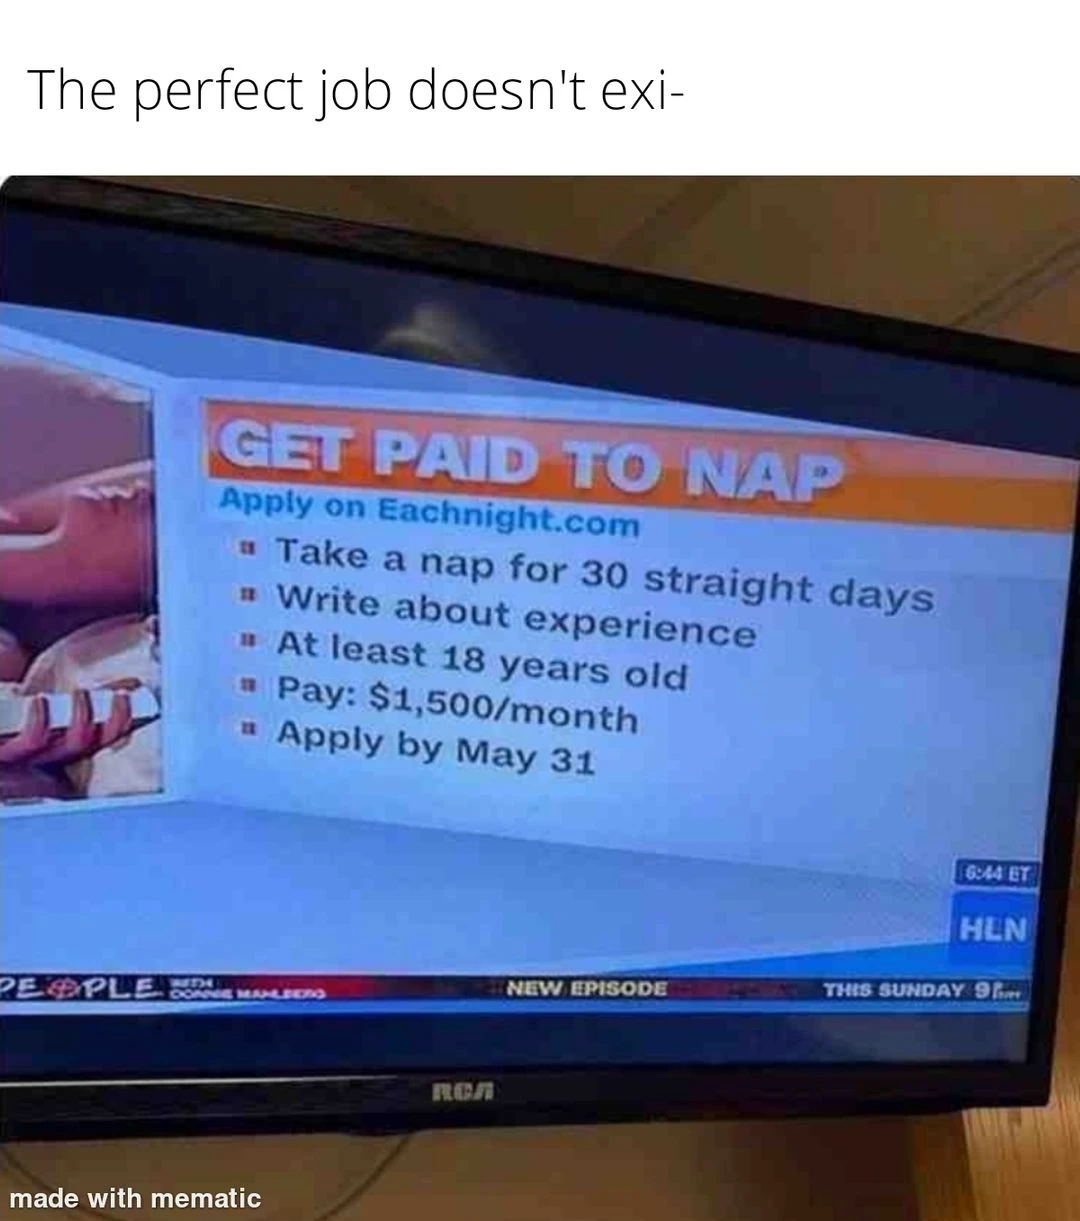 The perfect job doesn't exi-
GET PAID TO NAP
Apply on Eachnight.com
Take a nap for 30 straight days
Write about experience
At least 18 years old
Pay: $1,500/month
Apply by May 31
6:44 ET
HLN
NEW EPISODE
THIS SUNDAY 9
RCA
made with mematic